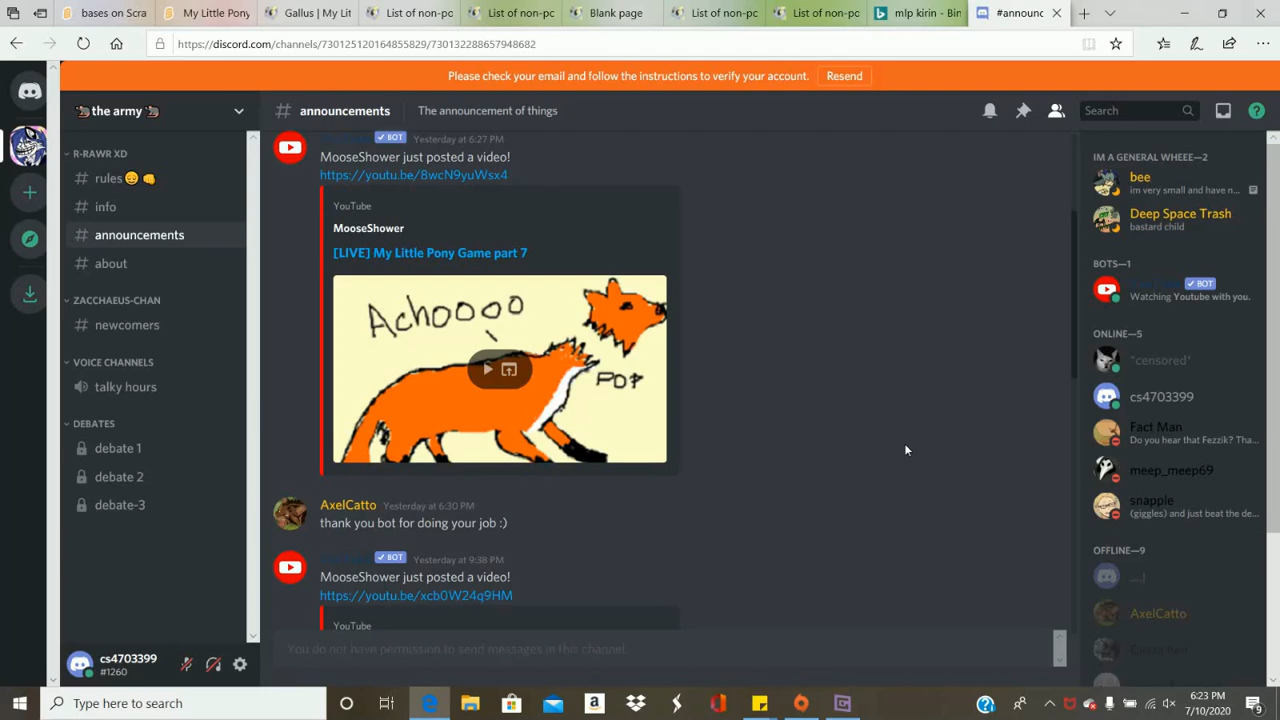 bases on Scra
My Little Pony
Gallus | My Lit
List of non-pc
List of non-pc
Blank page
List of non-pc
List of non-pc
mlp kirin - Bin
#announc
https://discord.com/channels/730125120164855829/730132288657948682
Please check your email and follow the instructions to verify your account.
Resend
the army
announcements
The announcement of things
Search
R-RAWR XD
rules
info
announcements
about
ZACCHAEUS-CHAN
newcomers
VOICE CHANNELS
talky hours
DEBATES
debate 1
debate 2
debate-3
cs4703399
#1260
BOT Yesterday at 6:27 PM
MooseShower just posted a video!
https://youtu.be/8wcN9yuWsx4
YouTube
MooseShower
[LIVE] My Little Pony Game part 7
Achoooo
POP
AxelCatto Yesterday at 6:30 PM
thank you bot for doing your job :)
BOT Yesterday at 9:38 PM
MooseShower just posted a video!
https://youtu.be/xcb0W24q9HM
YouTube
You do not have permission to send messages in this channel.
IM A GENERAL WHEEE—2
bee
im very small and have n...
Deep Space Trash
bastard child
BOTS—1
BOT
Watching Youtube with you.
ONLINE—5
*censored*
cs4703399
Fact Man
Do you hear that Fezzik? Tha...
meep_meep69
snapple
(giggles) and just beat the de...
OFFLINE—9
AxelCatto
Type here to search
6:23 PM
7/10/2020
9